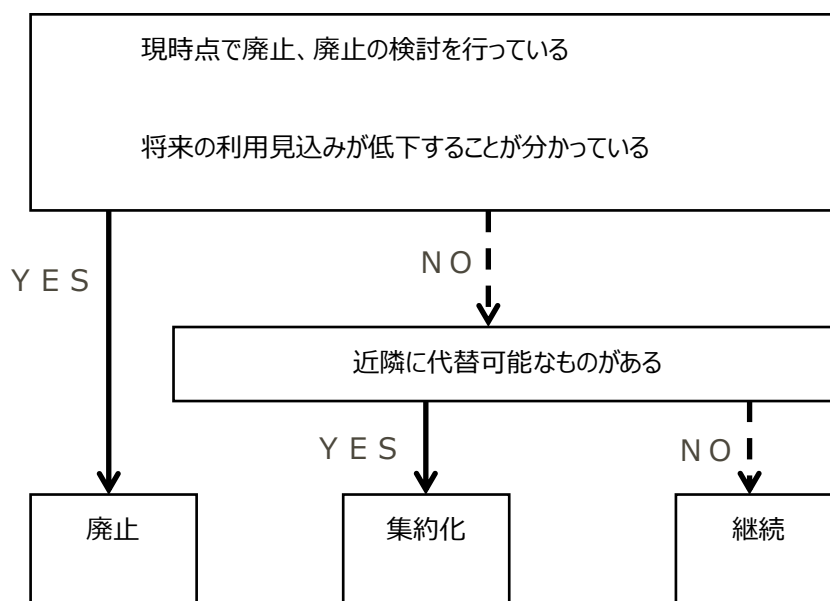 現時点で廃止、廃止の検討を行っている
将来の利用見込みが低下することが分かっている
YES
NO
近隣に代替可能なものがある
YES
NO
廃止
集約化
継続